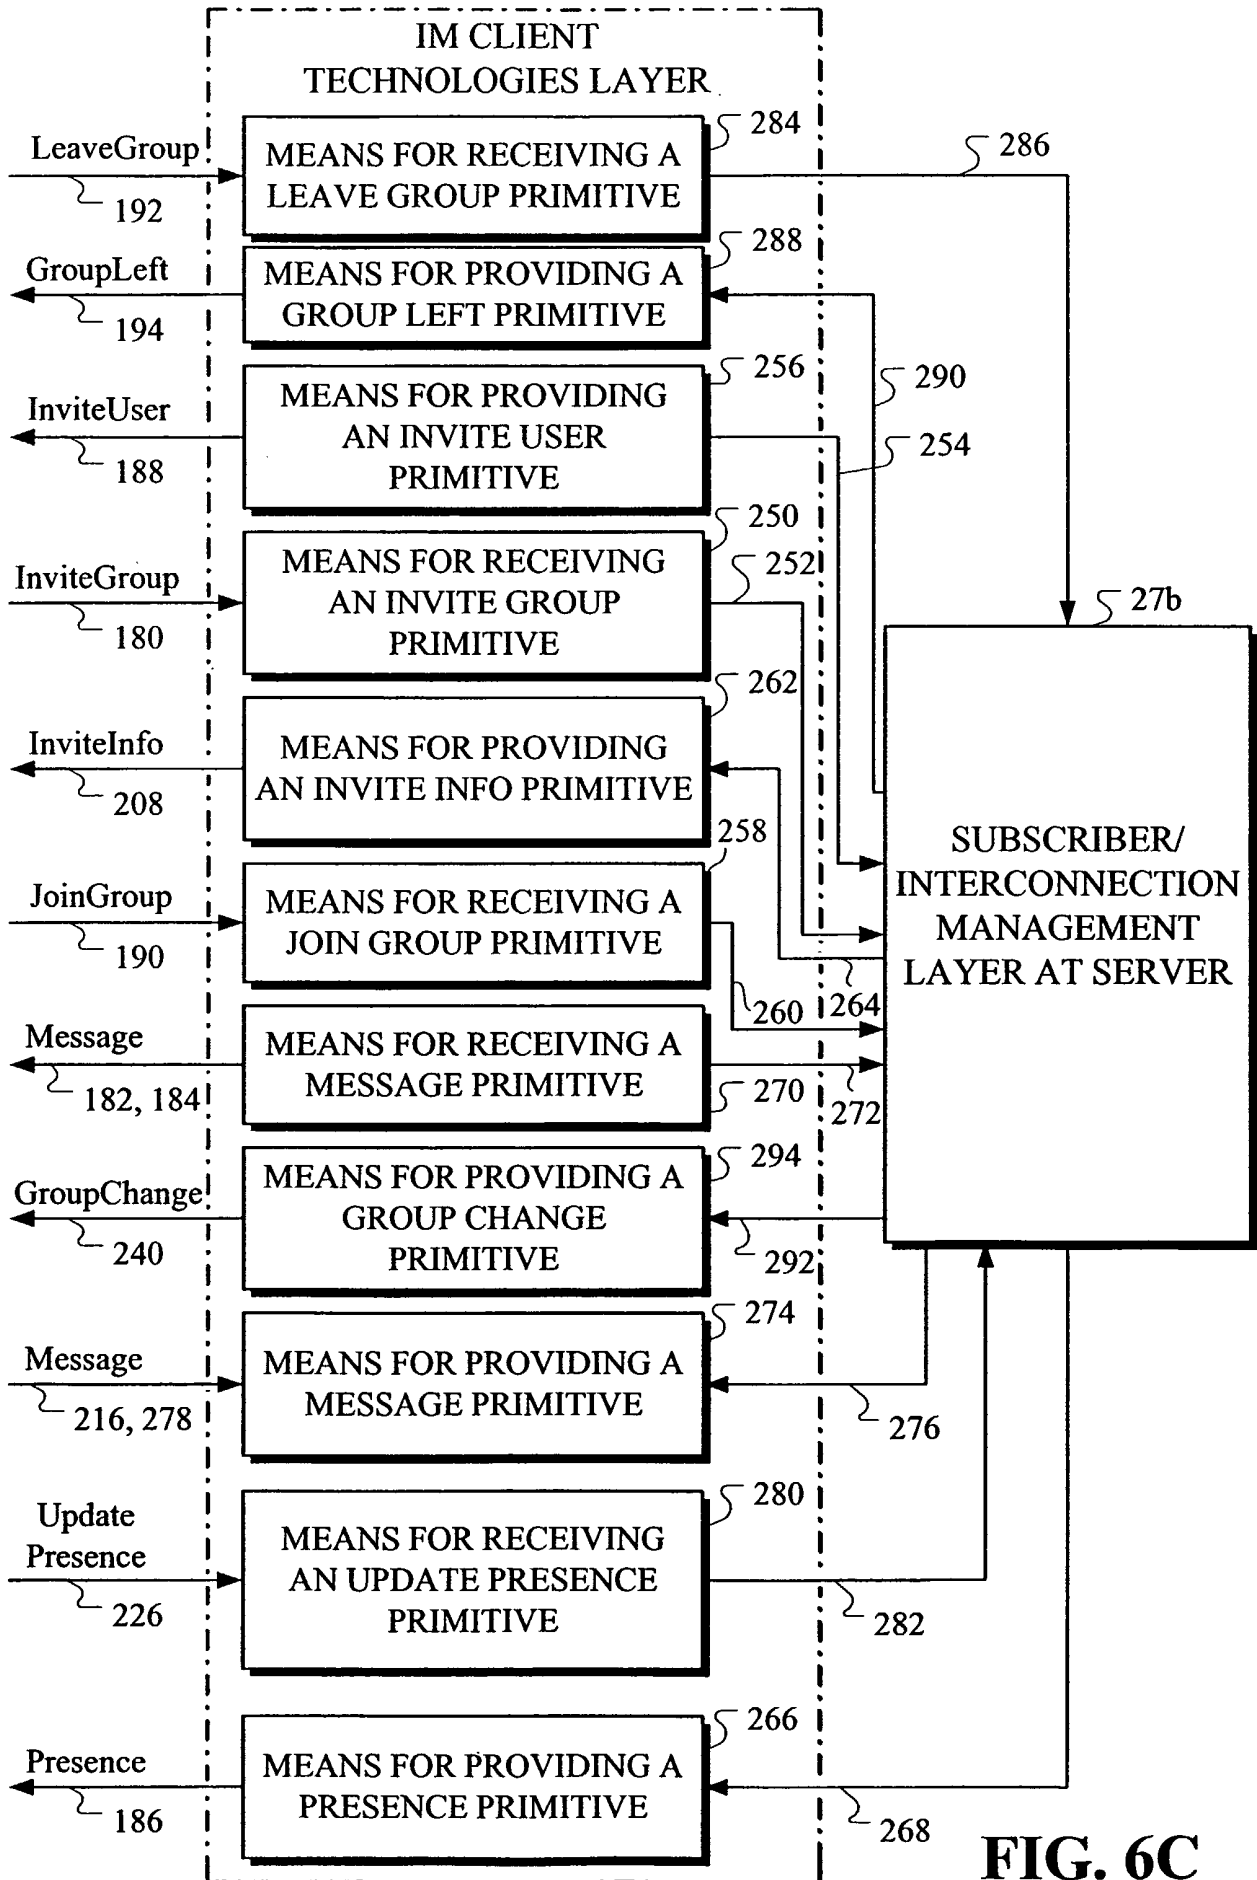 IM CLIENT
TECHNOLOGIES LAYER
LeaveGroup
192
MEANS FOR RECEIVING A
LEAVE GROUP PRIMITIVE
284
286
GroupLeft
194
MEANS FOR PROVIDING A
GROUP LEFT PRIMITIVE
288
290
InviteUser
188
MEANS FOR PROVIDING
AN INVITE USER
PRIMITIVE
256
254
InviteGroup
180
MEANS FOR RECEIVING
AN INVITE GROUP
PRIMITIVE
250
252
27b
InviteInfo
208
MEANS FOR PROVIDING
AN INVITE INFO PRIMITIVE
262
264
SUBSCRIBER/
INTERCONNECTION
MANAGEMENT
LAYER AT SERVER
JoinGroup
190
MEANS FOR RECEIVING A
JOIN GROUP PRIMITIVE
258
260
Message
182, 184
MEANS FOR RECEIVING A
MESSAGE PRIMITIVE
270
272
GroupChange
240
MEANS FOR PROVIDING A
GROUP CHANGE
PRIMITIVE
294
292
Message
216, 278
MEANS FOR PROVIDING A
MESSAGE PRIMITIVE
274
276
Update
Presence
226
MEANS FOR RECEIVING
AN UPDATE PRESENCE
PRIMITIVE
280
282
Presence
186
MEANS FOR PROVIDING A
PRESENCE PRIMITIVE
266
268
FIG. 6C